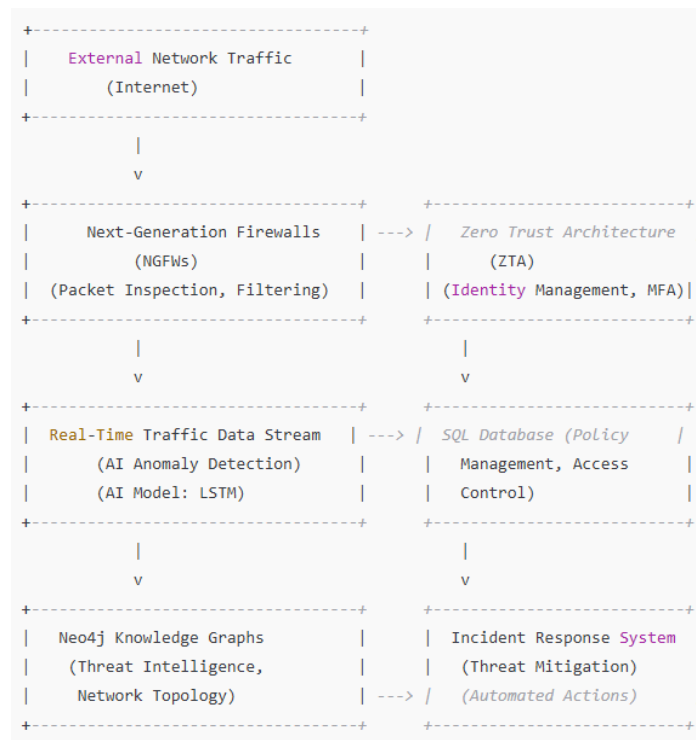 +-----------------------------------+
|    External Network Traffic       |
|        (Internet)                 |
+-----------------------------------+
            |
            v
+-----------------------------------+      +---------------------------+
|      Next-Generation Firewalls    | ---> |   Zero Trust Architecture
|           (NGFWs)                 |      |      (ZTA)
|  (Packet Inspection, Filtering)   |      | (Identity Management, MFA)|
+-----------------------------------+      +---------------------------+
            |                                  |
            v                                  v
+-----------------------------------+      +---------------------------+
|  Real-Time Traffic Data Stream   | ---> |  SQL Database (Policy     |
|       (AI Anomaly Detection)      |      |   Management, Access      |
|       (AI Model: LSTM)            |      |   Control)                |
+-----------------------------------+      +---------------------------+
            |                                  |
            v                                  v
+-----------------------------------+      +---------------------------+
|   Neo4j Knowledge Graphs          |      |  Incident Response System
|    (Threat Intelligence,          |      |   (Threat Mitigation)
|     Network Topology)             | ---> |   (Automated Actions)
+-----------------------------------+      +---------------------------+